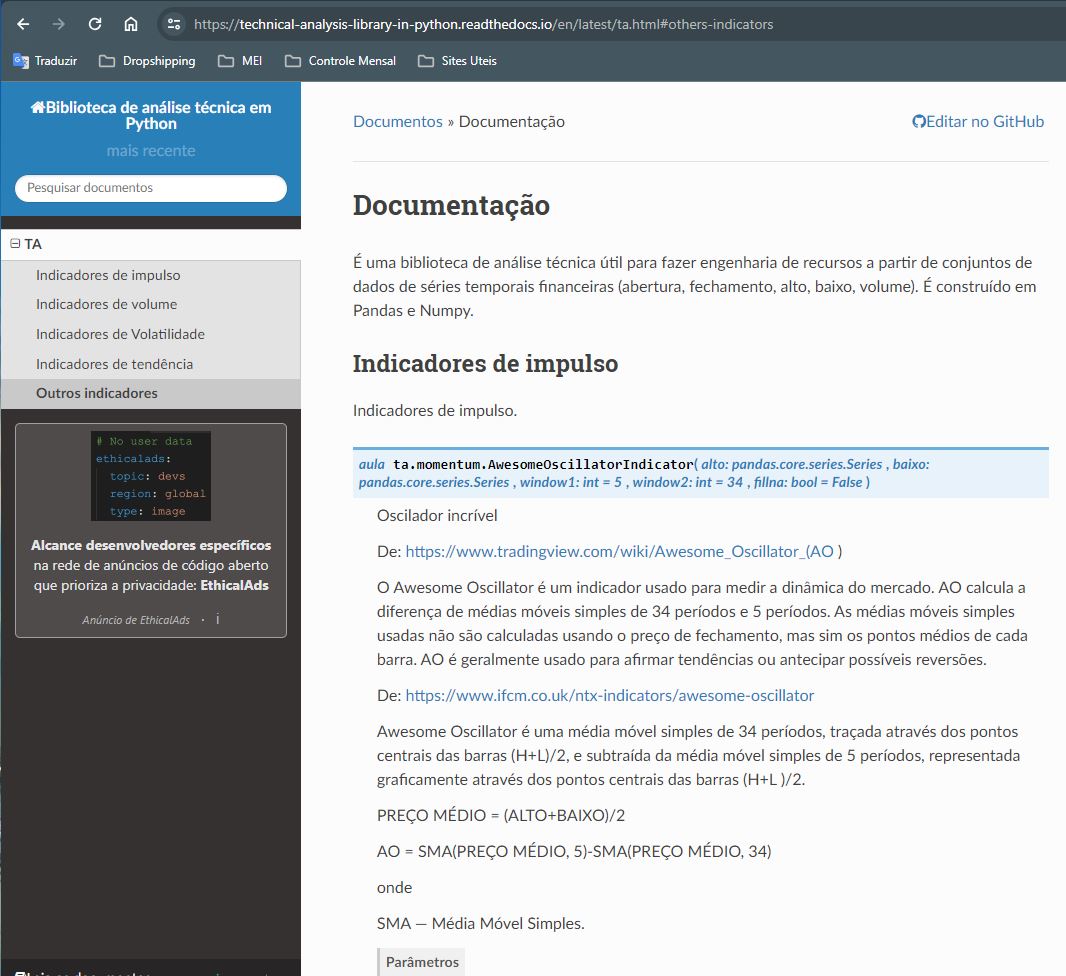 https://technical-analysis-library-in-python.readthedocs.io/en/latest/ta.html#others-indicators
Traduzir
Dropshipping
MEI
Controle Mensal
Sites Uteis
Biblioteca de análise técnica em
Python
mais recente
Pesquisar documentos
TA
Indicadores de impulso
Indicadores de volume
Indicadores de Volatilidade
Indicadores de tendência
Outros indicadores
# No user data
ethicalads:
topic: devs
region: global
type: image
Alcance desenvolvedores específicos
na rede de anúncios de código aberto
que prioriza a privacidade: EthicalAds
Anúncio de EthicalAds · i
Documentos » Documentação
Editar no GitHub
Documentação
É uma biblioteca de análise técnica útil para fazer engenharia de recursos a partir de conjuntos de
dados de séries temporais financeiras (abertura, fechamento, alto, baixo, volume). É construído em
Pandas e Numpy.
Indicadores de impulso
Indicadores de impulso.
aula ta.momentum.AwesomeOscillatorIndicator( alto: pandas.core.series.Series , baixo:
pandas.core.series.Series , window1: int = 5 , window2: int = 34 , fillna: bool = False )
Oscilador incrível
De: https://www.tradingview.com/wiki/Awesome_Oscillator_(AO )
O Awesome Oscillator é um indicador usado para medir a dinâmica do mercado. AO calcula a
diferença de médias móveis simples de 34 períodos e 5 períodos. As médias móveis simples
usadas não são calculadas usando o preço de fechamento, mas sim os pontos médios de cada
barra. AO é geralmente usado para afirmar tendências ou antecipar possíveis reversões.
De: https://www.ifcm.co.uk/ntx-indicators/awesome-oscillator
Awesome Oscillator é uma média móvel simples de 34 períodos, traçada através dos pontos
centrais das barras (H+L)/2, e subtraída da média móvel simples de 5 períodos, representada
graficamente através dos pontos centrais das barras (H+L )/2.
PREÇO MÉDIO = (ALTO+BAIXO)/2
AO = SMA(PREÇO MÉDIO, 5)-SMA(PREÇO MÉDIO, 34)
onde
SMA — Média Móvel Simples.
Parâmetros